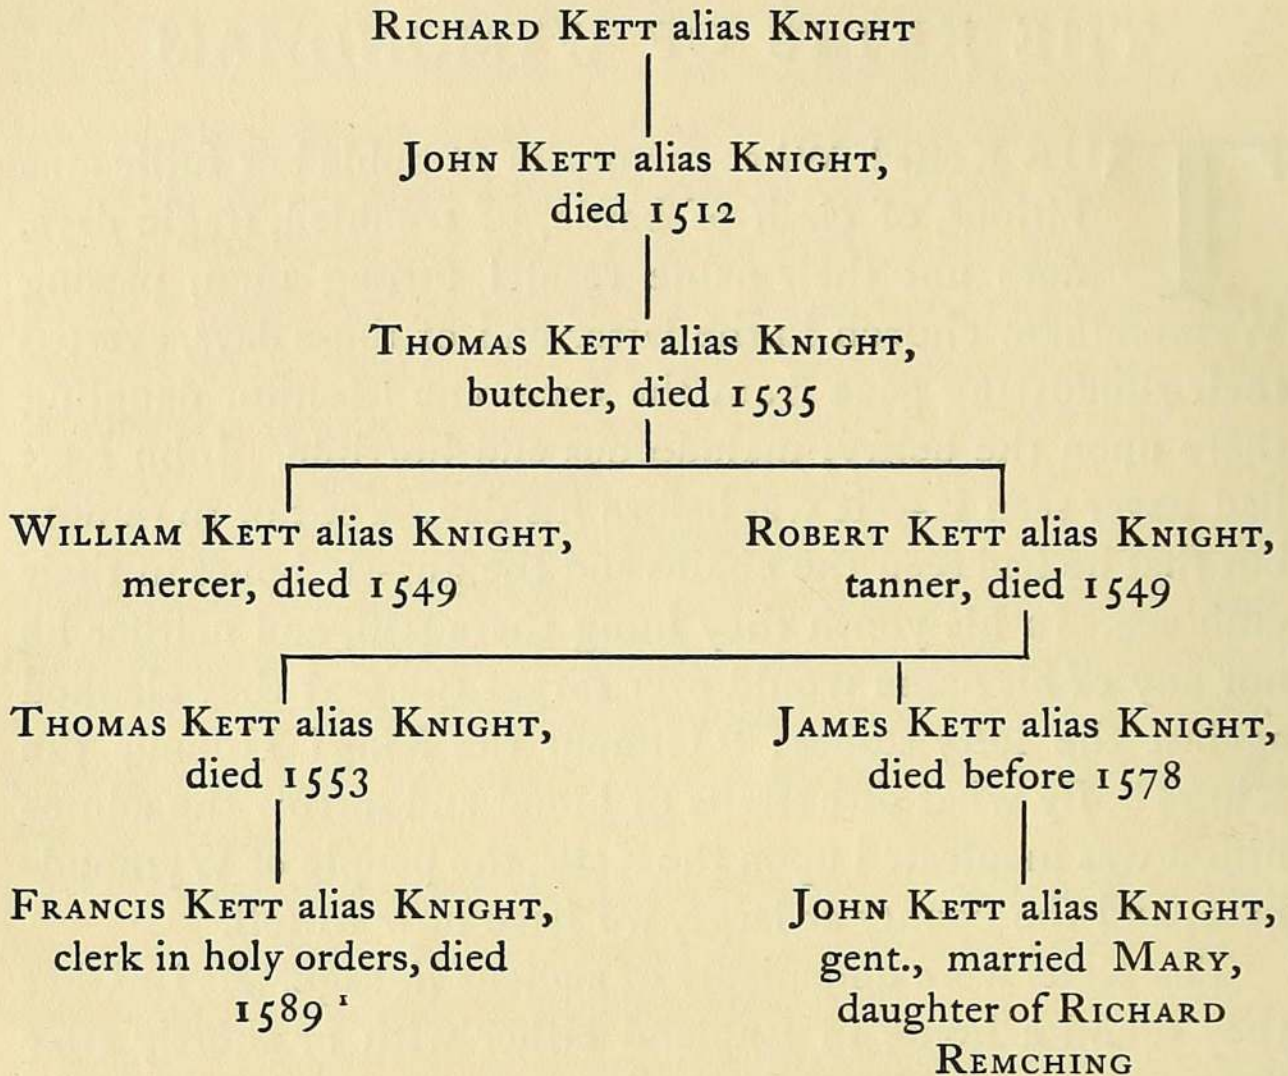 RICHARD KETT alias KNIGHT
JOHN KETT alias KNIGHT,
died 1512
THOMAS KETT alias KNIGHT,
butcher, died 1535
WILLIAM KETT alias KNIGHT,
mercer, died 1549
ROBERT KETT alias KNIGHT,
tanner, died 1549
THOMAS KETT alias KNIGHT,
died 1553
JAMES KETT alias KNIGHT,
died before 1578
FRANCIS KETT alias KNIGHT,
clerk in holy orders, died
1589 ¹
JOHN KETT alias KNIGHT,
gent., married MARY,
daughter of RICHARD
REMCHING